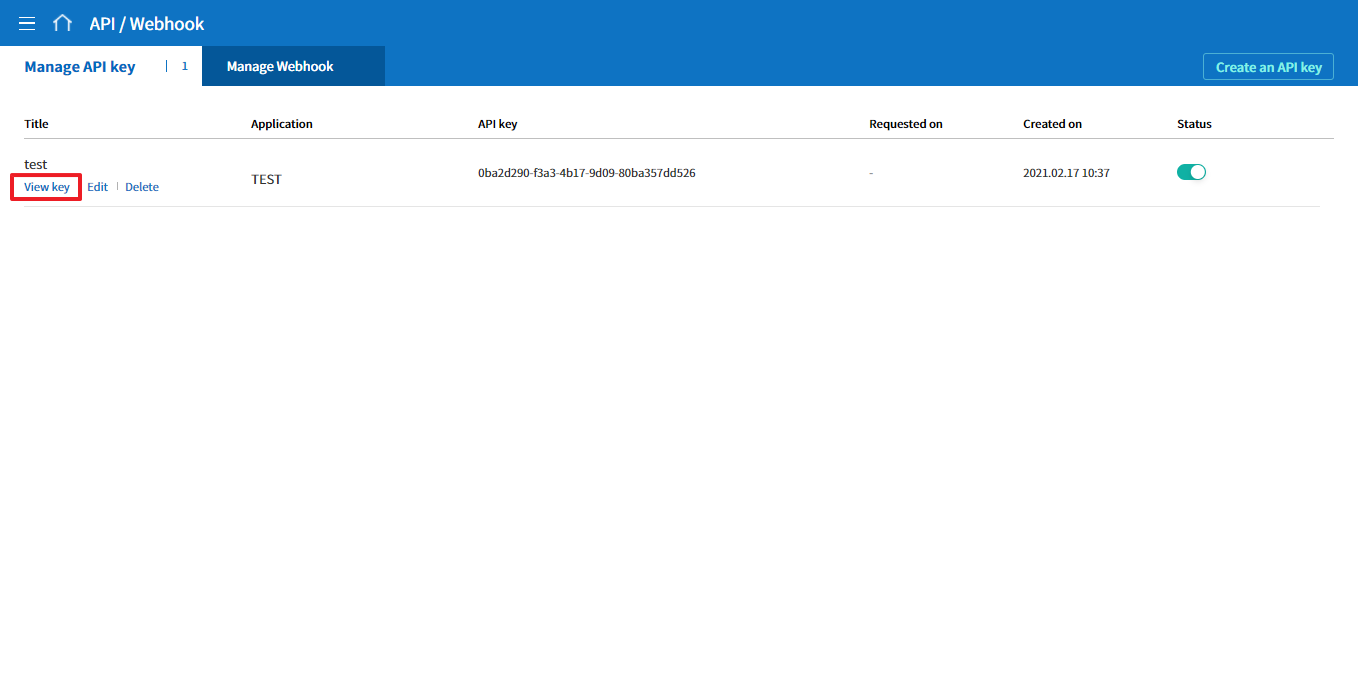 API / Webhook
Manage API key | 1
Manage Webhook
Create an API key
Title Application API key Requested on Created on Status
test
View key Edit | Delete
TEST
0ba2d290-f3a3-4b17-9d09-80ba357dd526
-
2021.02.17 10:37